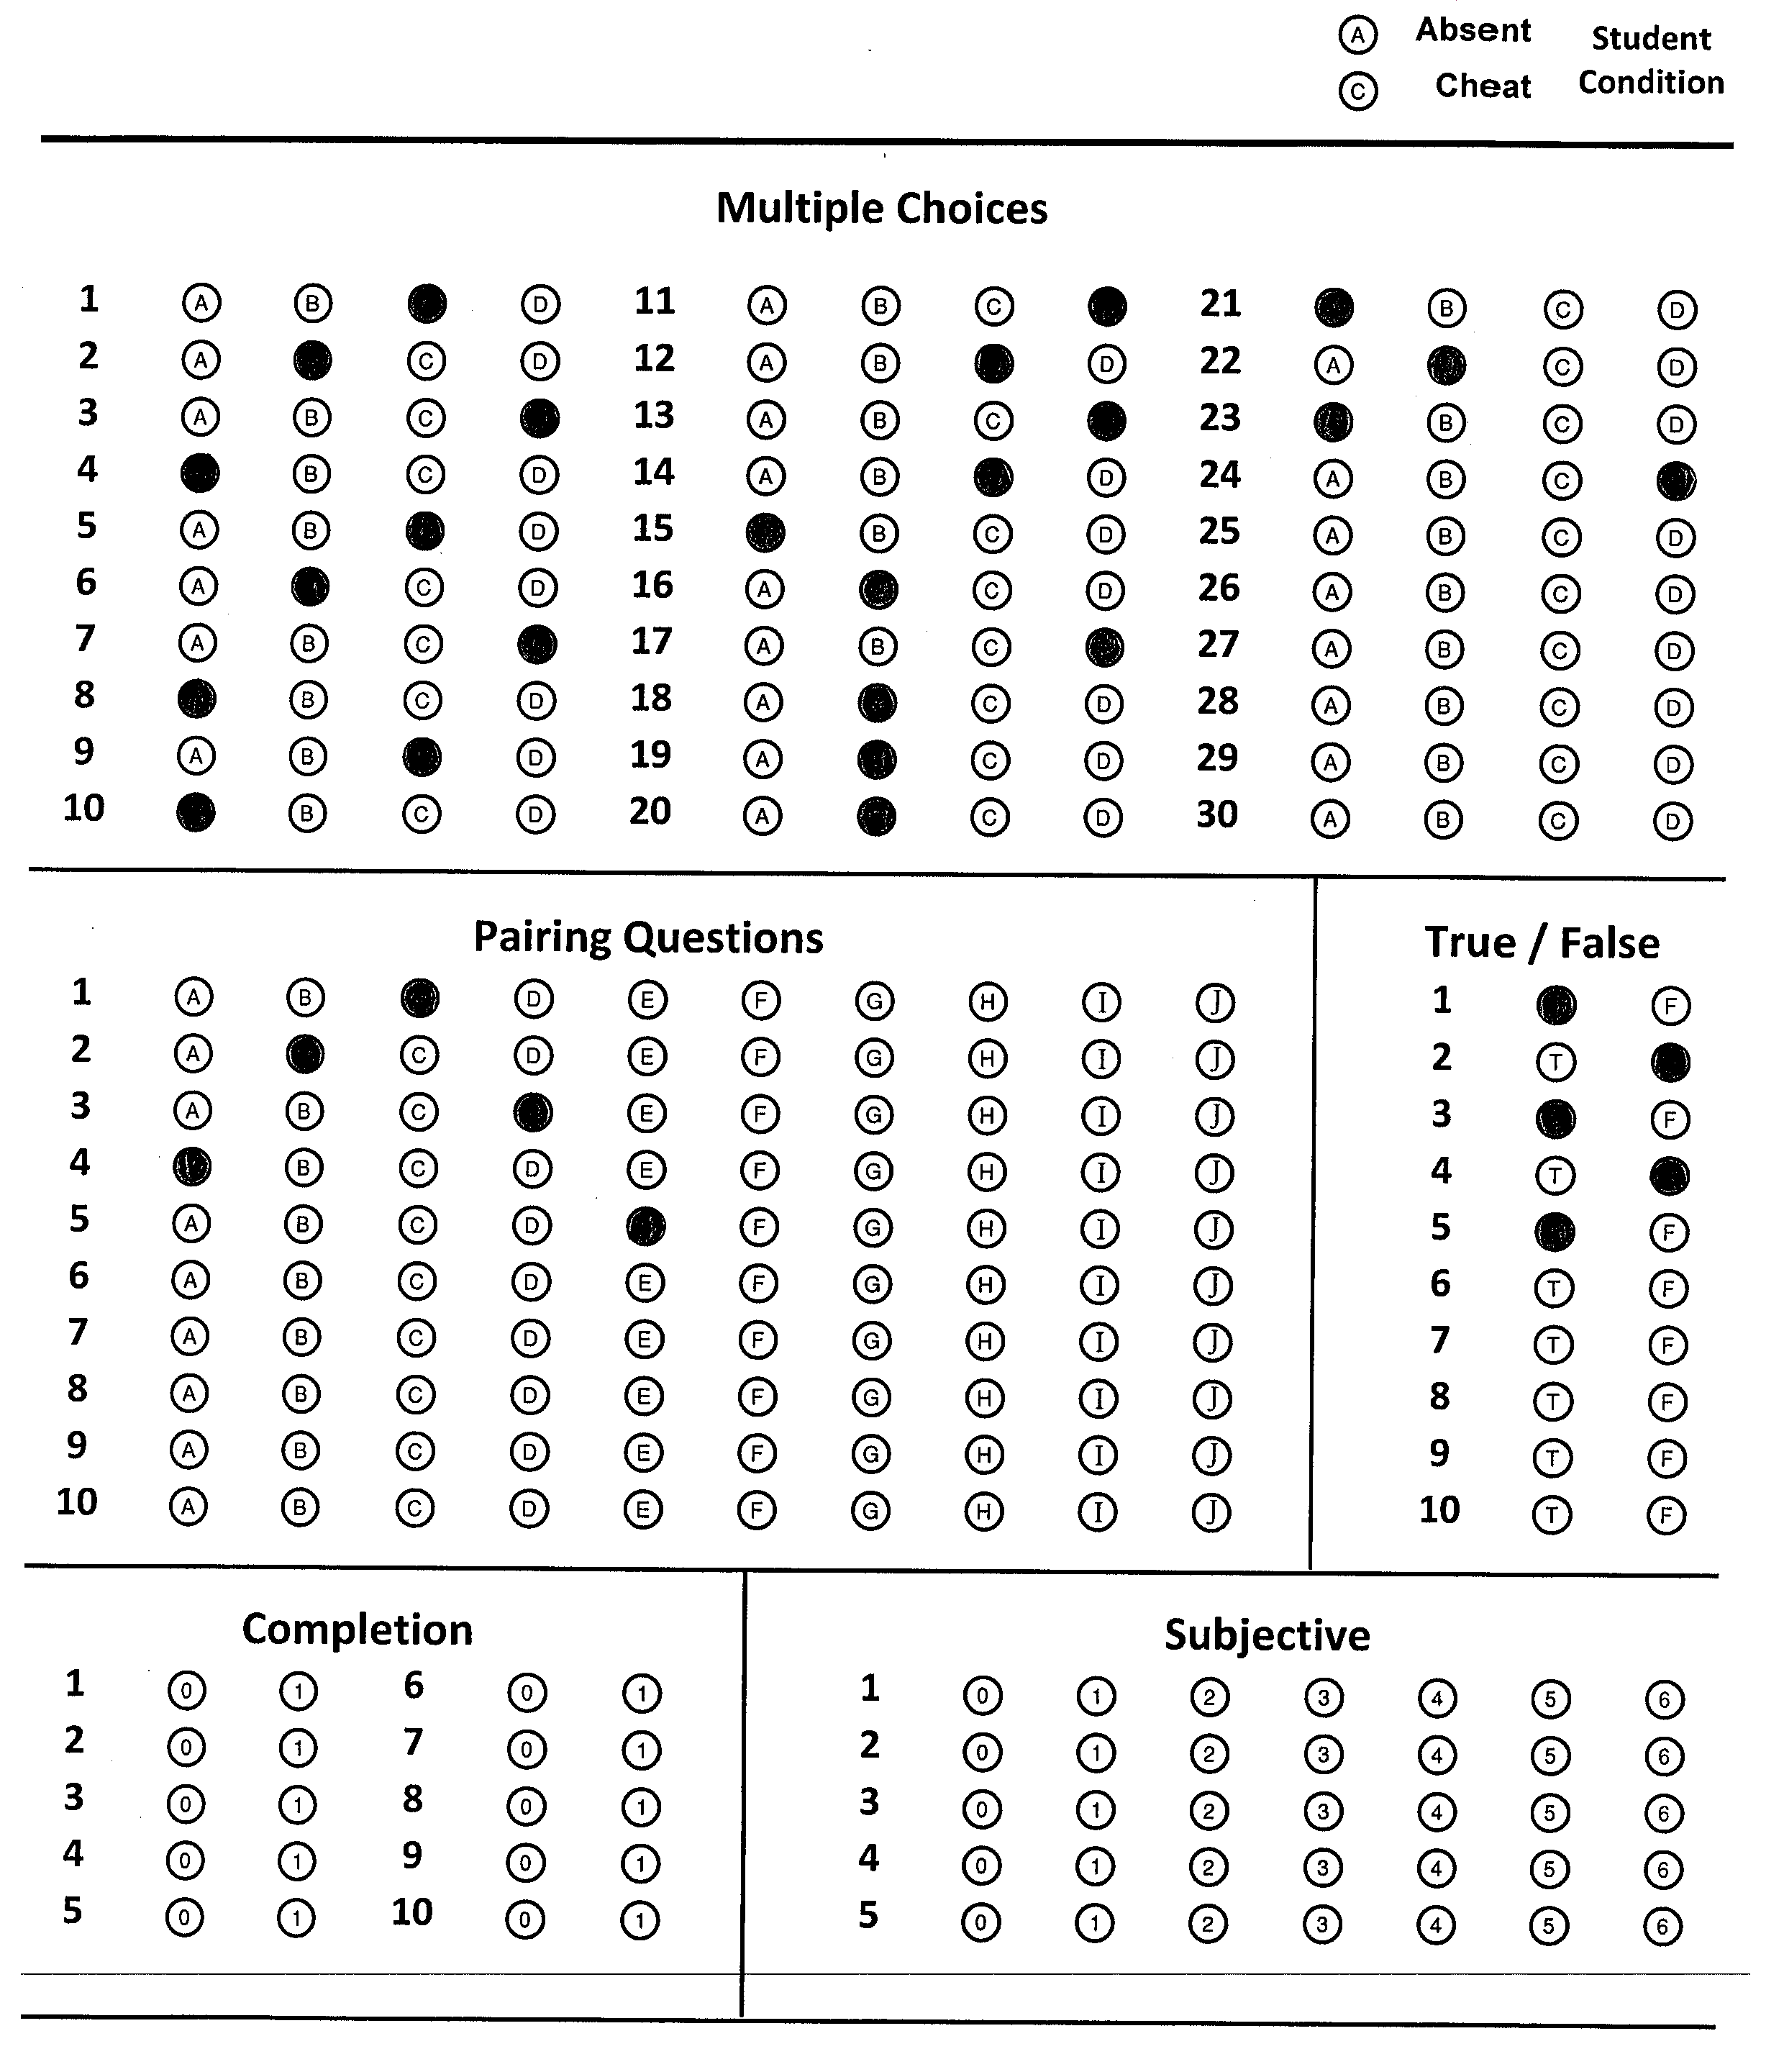 A Absent Student
C Cheat Condition
Multiple Choices
1 A B D 11 A B C 21 B C D
2 A C D 12 A B D 22 A C D
3 A B C 13 A B C 23 B C D
4 B C D 14 A B D 24 A B C
5 A B D 15 B C D 25 A B C D
6 A C D 16 A C D 26 A B C D
7 A B C 17 A B C 27 A B C D
8 B C D 18 A C D 28 A B C D
9 A B D 19 A C D 29 A B C D
10 B C D 20 A C D 30 A B C D
Pairing Questions True / False
1 A B D E F G H I J 1 F
2 A C D E F G H I J 2 T
3 A B C E F G H I J 3 F
4 B C D E F G H I J 4 T
5 A B C D F G H I J 5 F
6 A B C D E F G H I J 6 T F
7 A B C D E F G H I J 7 T F
8 A B C D E F G H I J 8 T F
9 A B C D E F G H I J 9 T F
10 A B C D E F G H I J 10 T F
Completion Subjective
1 0 1 6 0 1 1 0 1 2 3 4 5 6
2 0 1 7 0 1 2 0 1 2 3 4 5 6
3 0 1 8 0 1 3 0 1 2 3 4 5 6
4 0 1 9 0 1 4 0 1 2 3 4 5 6
5 0 1 10 0 1 5 0 1 2 3 4 5 6